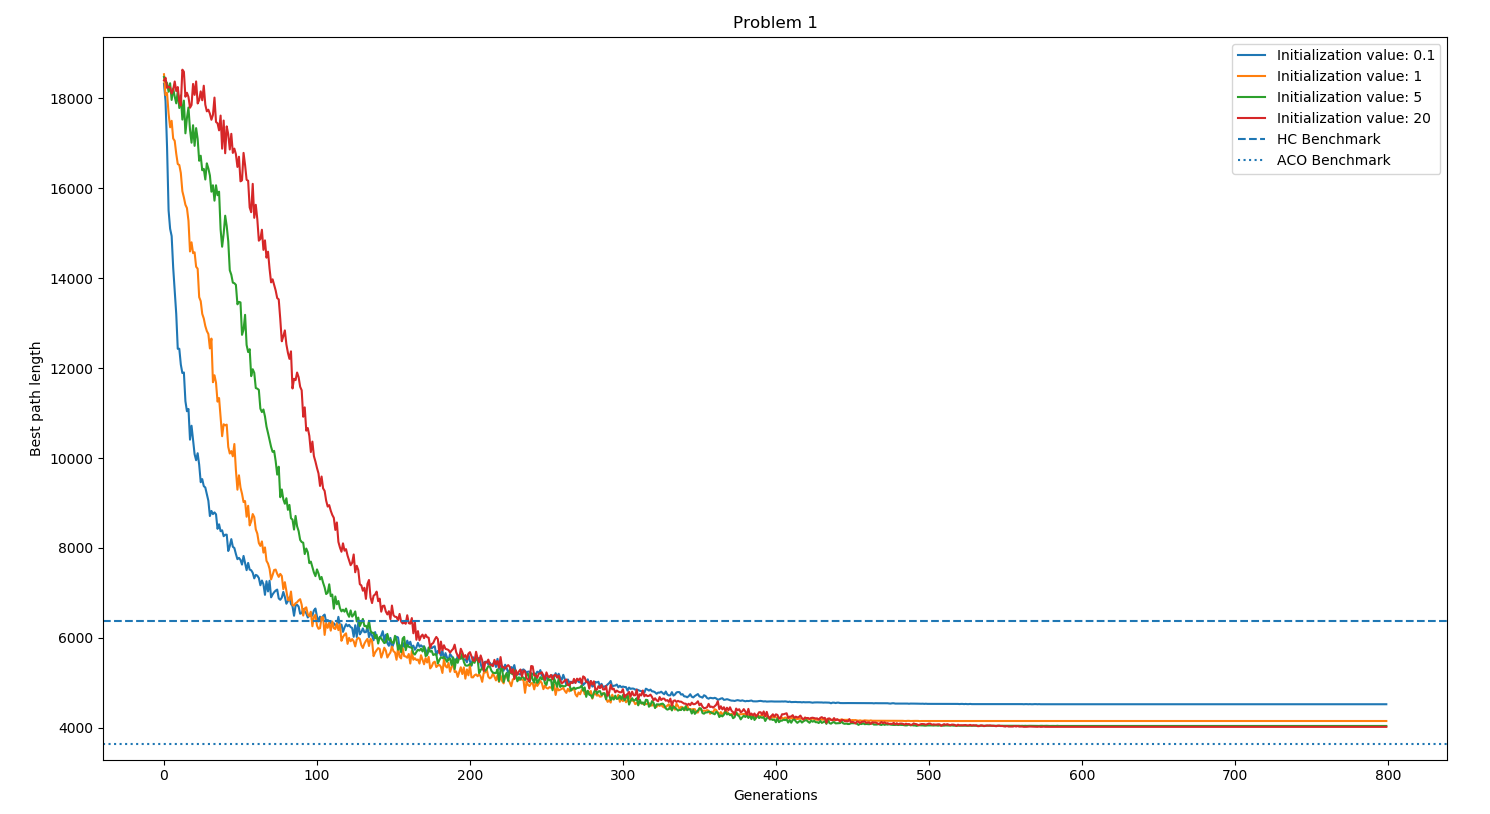 Problem 1
Initialization value: 0.1
Initialization value: 1
Initialization value: 5
Initialization value: 20
HC Benchmark
ACO Benchmark
Best path length
18000
16000
14000
12000
10000
8000
6000
4000
0 100 200 300 400 500 600 700 800
Generations